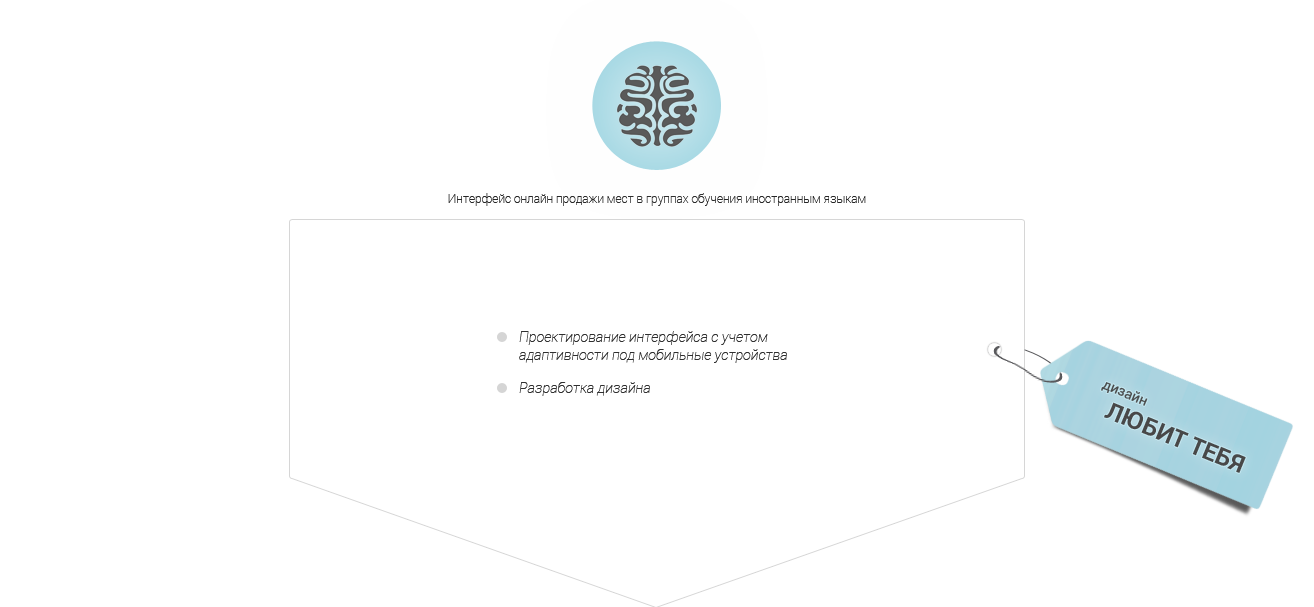 Интерфейс онлайн продажи мест в группах обучения иностранным языкам
Проектирование интерфейса с учетом
адаптивности под мобильные устройства
Разработка дизайна
дизайн
ЛЮБИТ ТЕБЯ